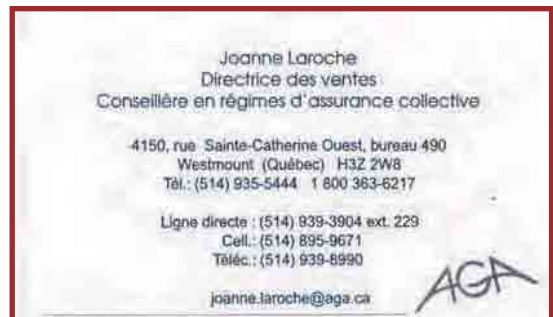 Joanne Laroche
Directrice des ventes
Conseillère en régimes d'assurance collective
4150, rue Sainte-Catherine Ouest, bureau 490
Westmount (Québec) H3Z 2W8
Tél.: (514) 935-5444 1 800 363-6217
Ligne directe : (514) 939-3904 ext. 229
Cell.: (514) 895-9671
Téléc.: (514) 939-8990
joanne.laroche@aga.ca
AGA